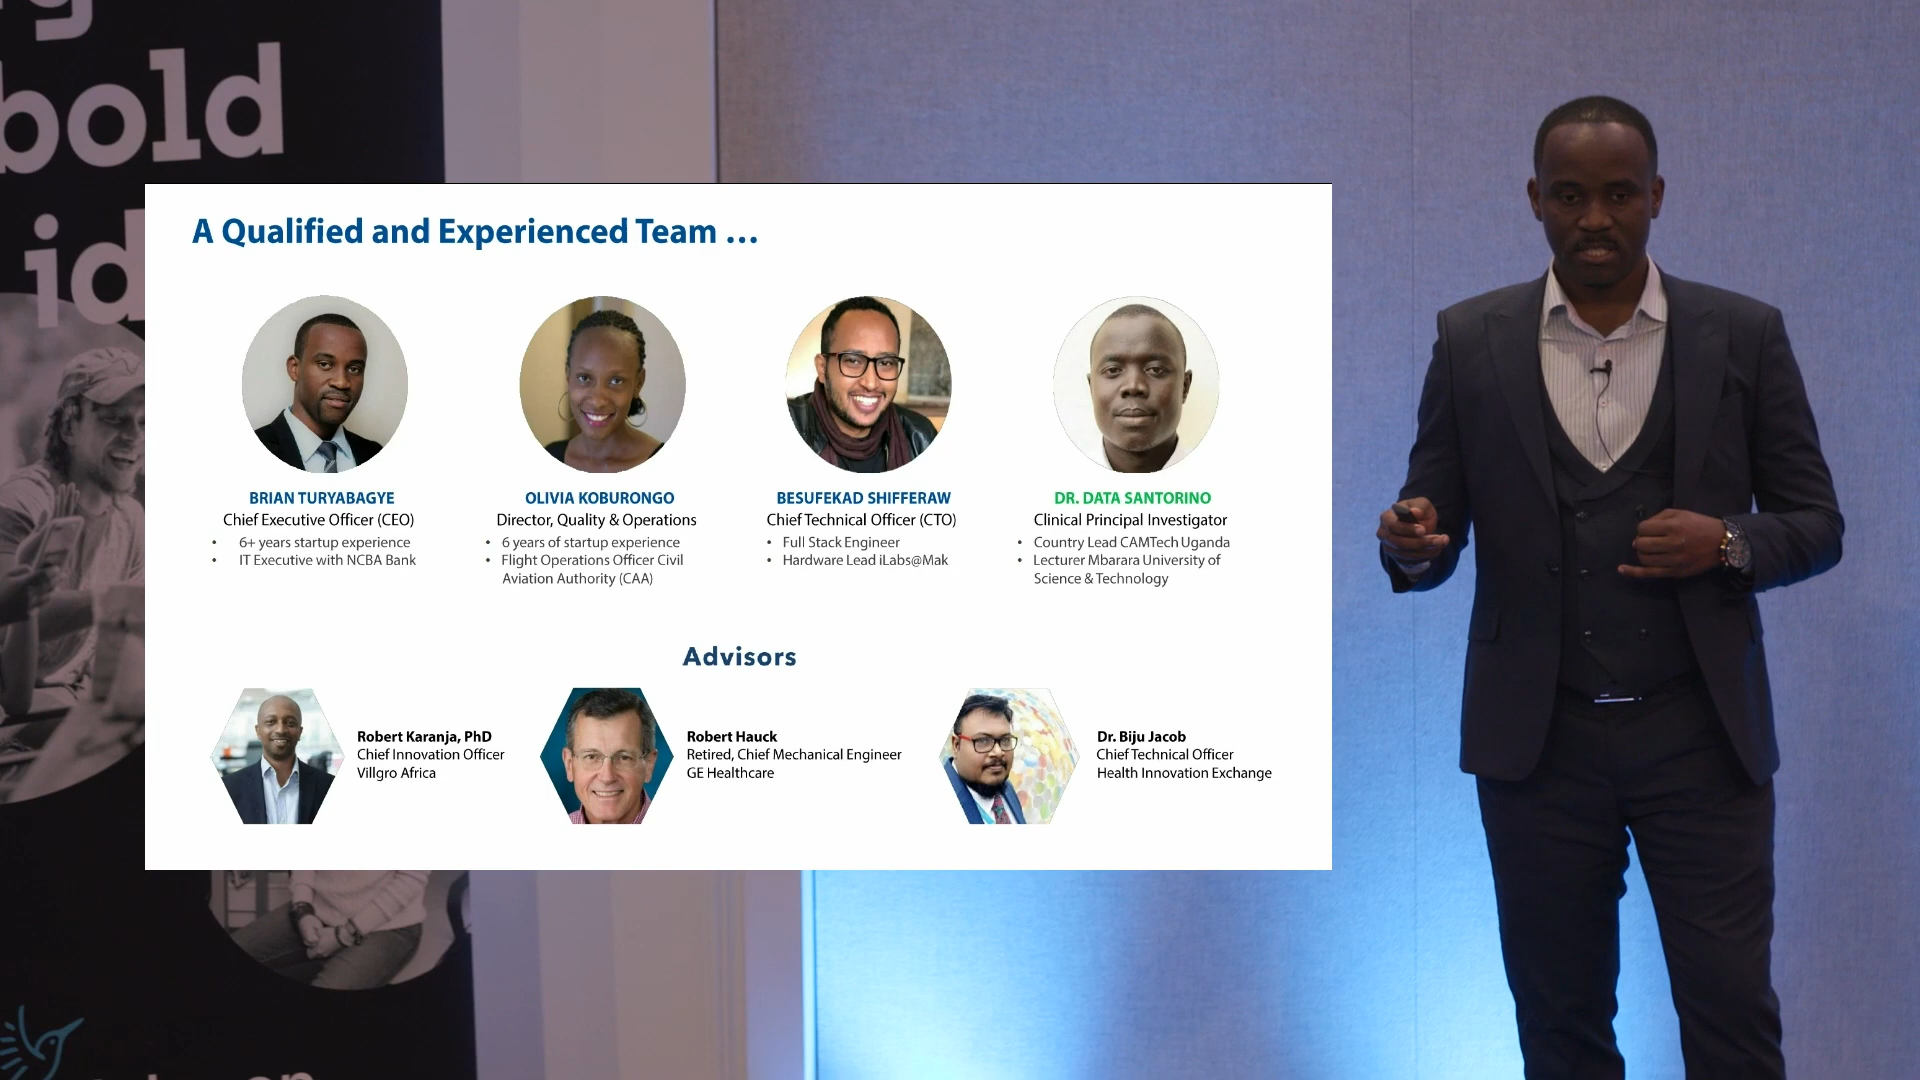 bold
id
A Qualified and Experienced Team ...
BRIAN TURYABAGYE
Chief Executive Officer (CEO)
• 6+ years startup experience
• IT Executive with NCBA Bank
OLIVIA KOBURONGO
Director, Quality & Operations
• 6 years of startup experience
• Flight Operations Officer Civil
Aviation Authority (CAA)
BESUFEKAD SHIFFERAW
Chief Technical Officer (CTO)
• Full Stack Engineer
• Hardware Lead iLabs@Mak
DR. DATA SANTORINO
Clinical Principal Investigator
• Country Lead CAMTech Uganda
• Lecturer Mbarara University of
Science & Technology
Advisors
Robert Karanja, PhD
Chief Innovation Officer
Villgro Africa
Robert Hauck
Retired, Chief Mechanical Engineer
GE Healthcare
Dr. Biju Jacob
Chief Technical Officer
Health Innovation Exchange